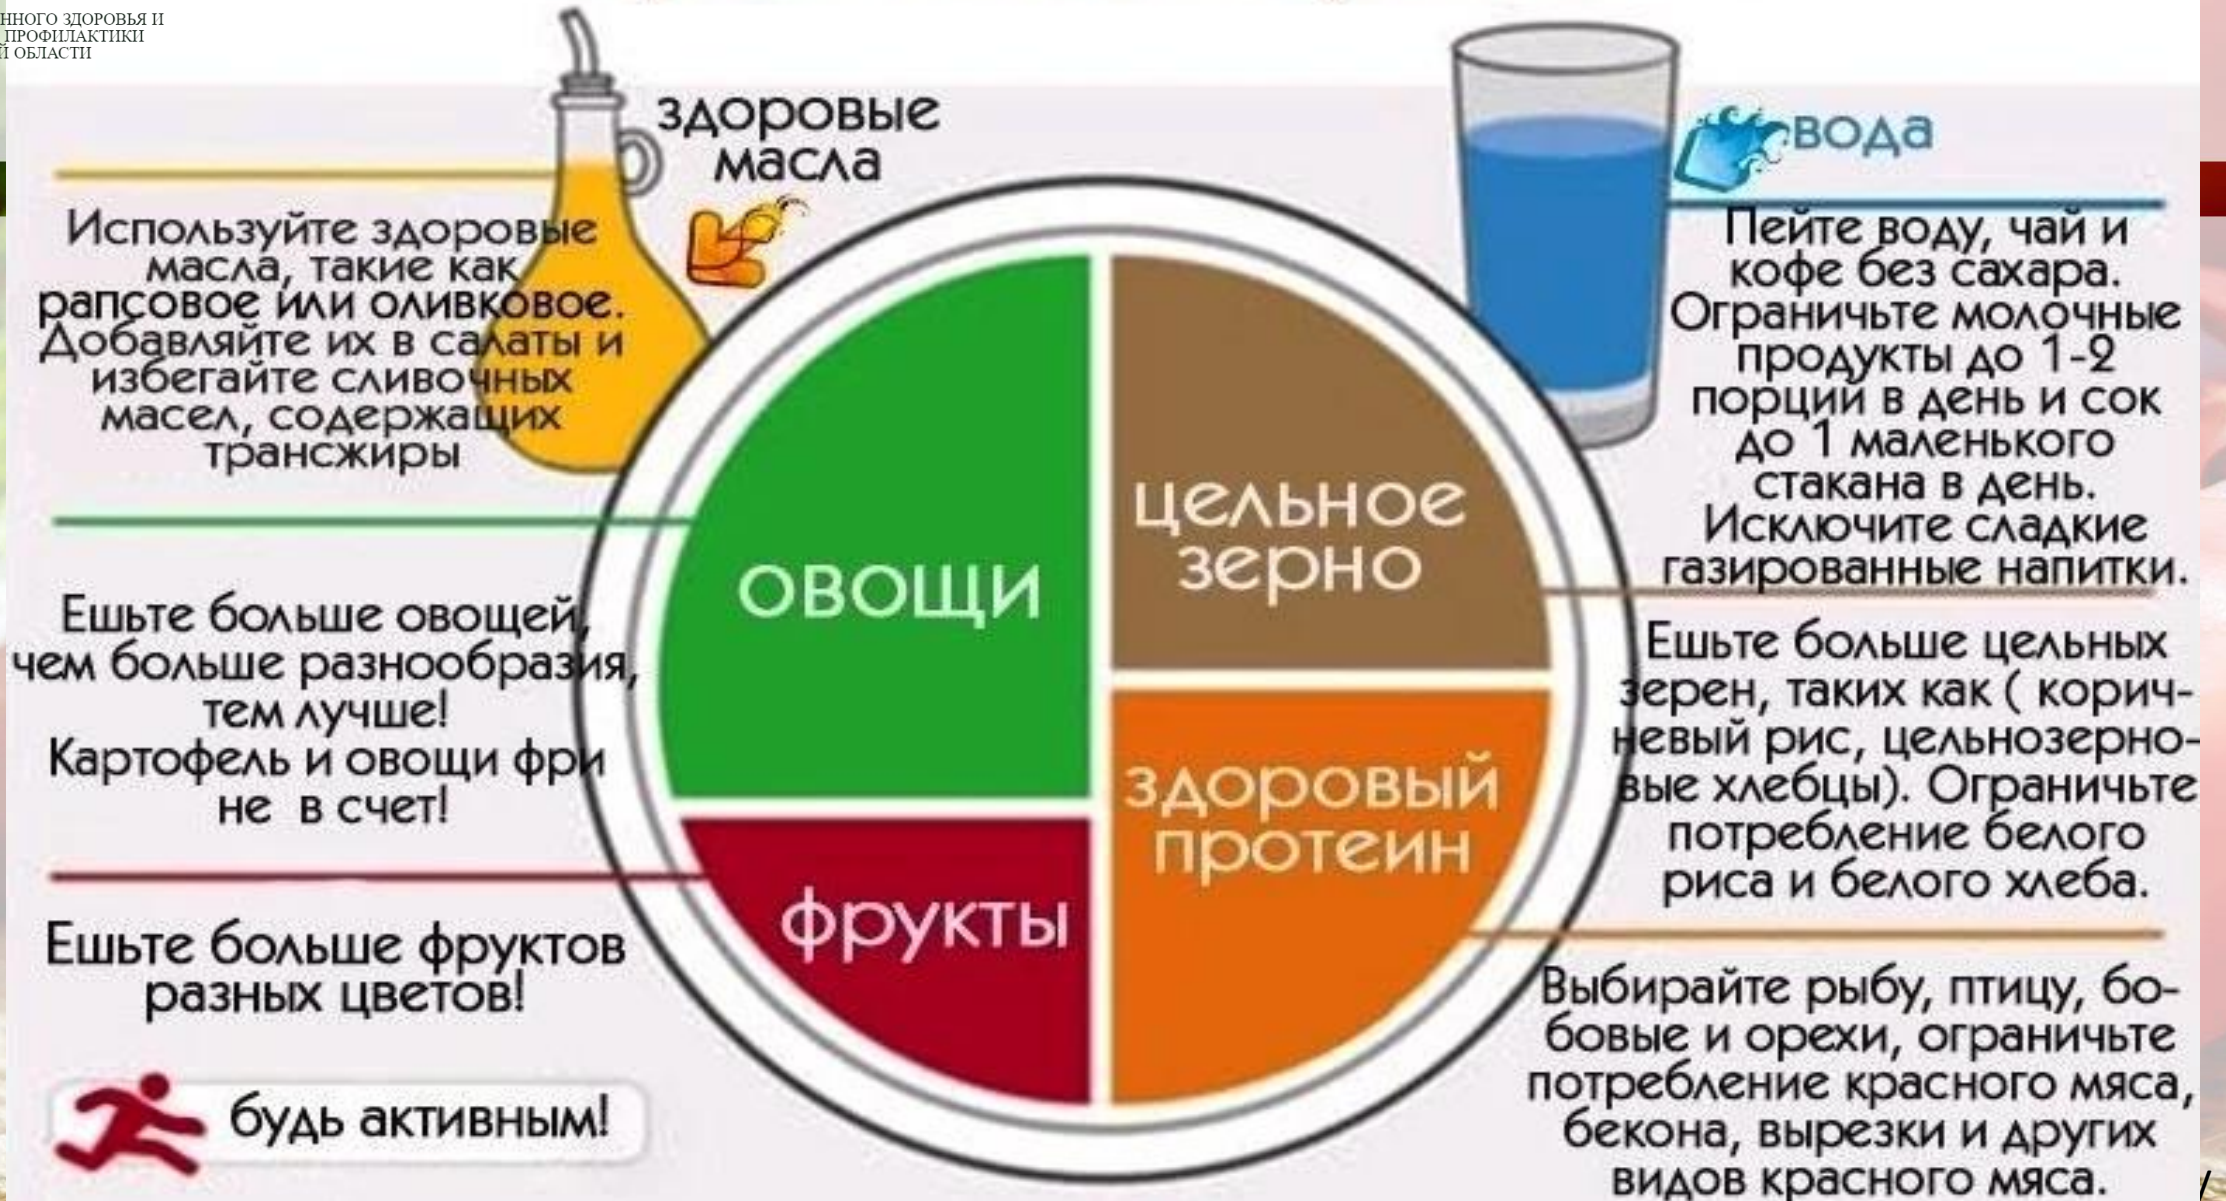 ННОГО ЗДОРОВЬЯ И
ПРОФИЛАКТИКИ
Й ОБЛАСТИ
здоровые
масла
Используйте здоровые
масла, такие как
рапсовое или оливковое.
Добавляйте их в салаты и
избегайте сливочных
масел, содержащих
трансжиры
Ешьте больше овощей,
чем больше разнообразия,
тем лучше!
Картофель и овощи фри
не в счет!
Ешьте больше фруктов
разных цветов!
будь активным!
овощи
фрукты
цельное
зерно
здоровый
протеин
вода
Пейте воду, чай и
кофе без сахара.
Ограничьте молочные
продукты до 1-2
порций в день и сок
до 1 маленького
стакана в день.
Исключите сладкие
газированные напитки.
Ешьте больше цельных
зерен, таких как ( корич-
невый рис, цельнозерно-
вые хлебцы). Ограничьте
потребление белого
риса и белого хлеба.
Выбирайте рыбу, птицу, бо-
бовые и орехи, ограничьте
потребление красного мяса,
бекона, вырезки и других
видов красного мяса.